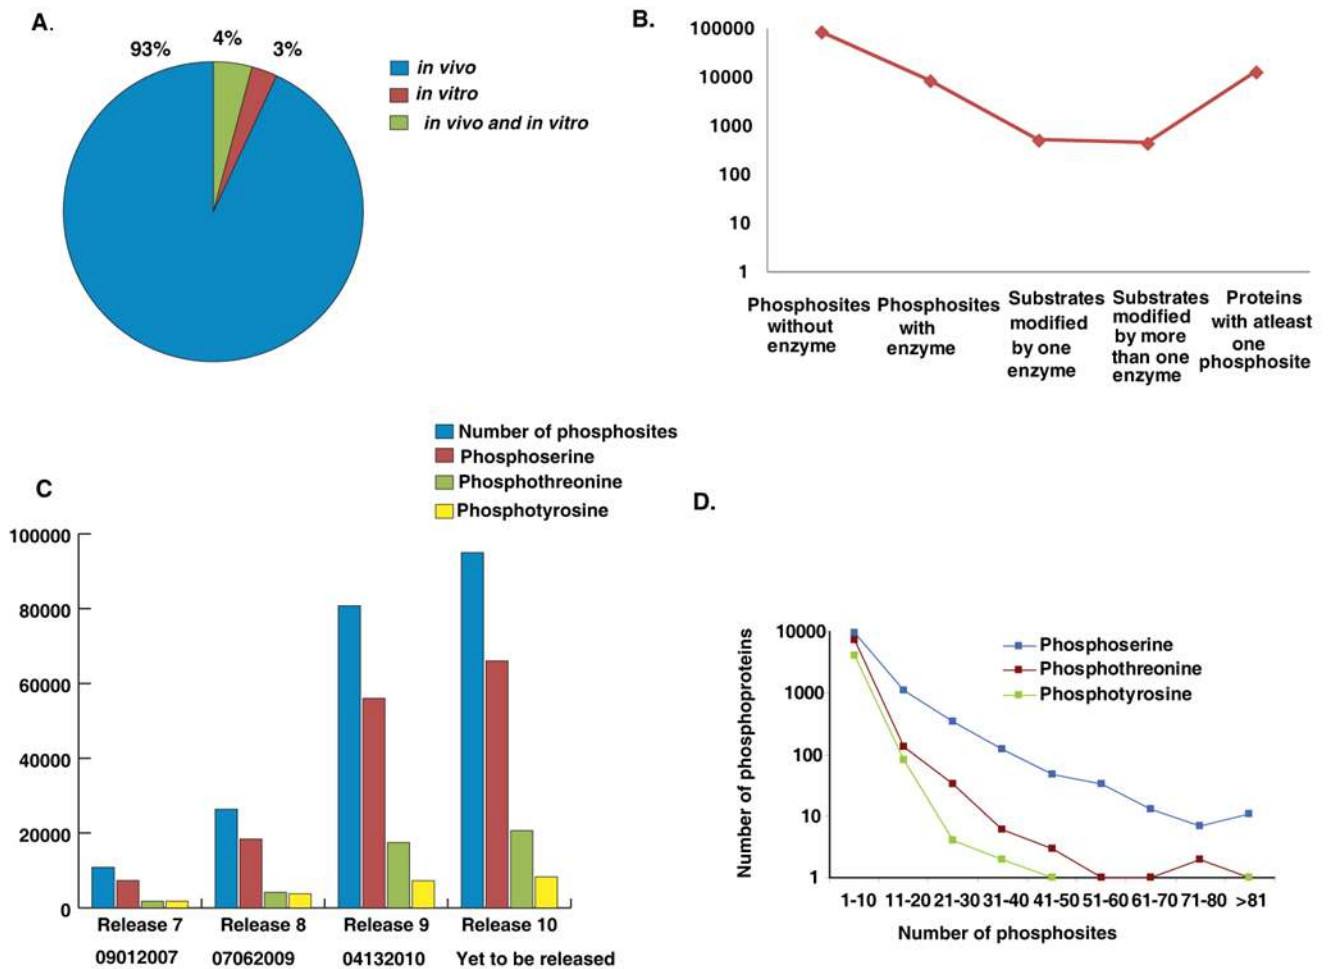 A.
93%
4%
3%
in vivo
in vitro
in vivo and in vitro
B.
100000
10000
1000
100
10
1
Phosphosites
without
enzyme
Phosphosites
with
enzyme
Substrates
modified
by one
enzyme
Substrates
modified
by more
than one
enzyme
Proteins
with atleast
one
phosphosite
C
Number of phosphosites
Phosphoserine
Phosphothreonine
Phosphotyrosine
100000
80000
60000
40000
20000
0
Release 7
Release 8
Release 9
Release 10
09012007
07062009
04132010
Yet to be released
D.
Number of phosphoproteins
10000
1000
100
10
1
Phosphoserine
Phosphothreonine
Phosphotyrosine
1-10 11-20 21-30 31-40 41-50 51-60 61-70 71-80 >81
Number of phosphosites